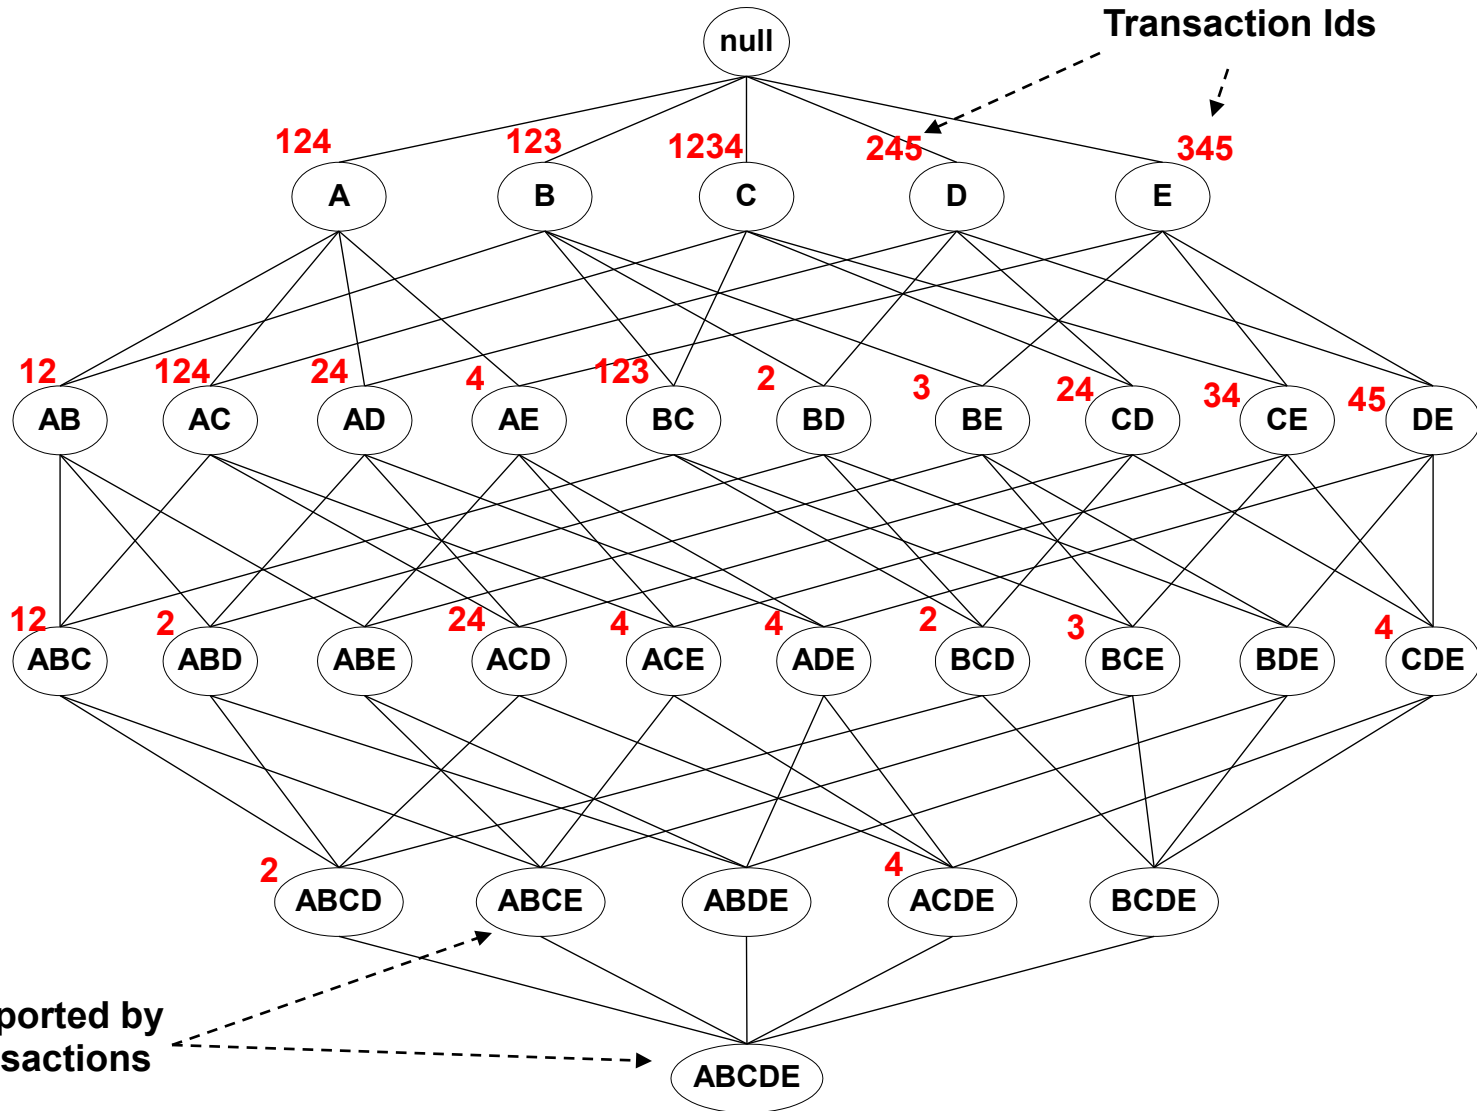 Transaction Ids
null
124 123 1234 245 345
A B C D E
12 124 24 4 123 2 3 24 34 45
AB AC AD AE BC BD BE CD CE DE
12 2 24 4 4 2 3 4
ABC ABD ABE ACD ACE ADE BCD BCE BDE CDE
2 4
ABCD ABCE ABDE ACDE BCDE
ported by
sactions
ABCDE